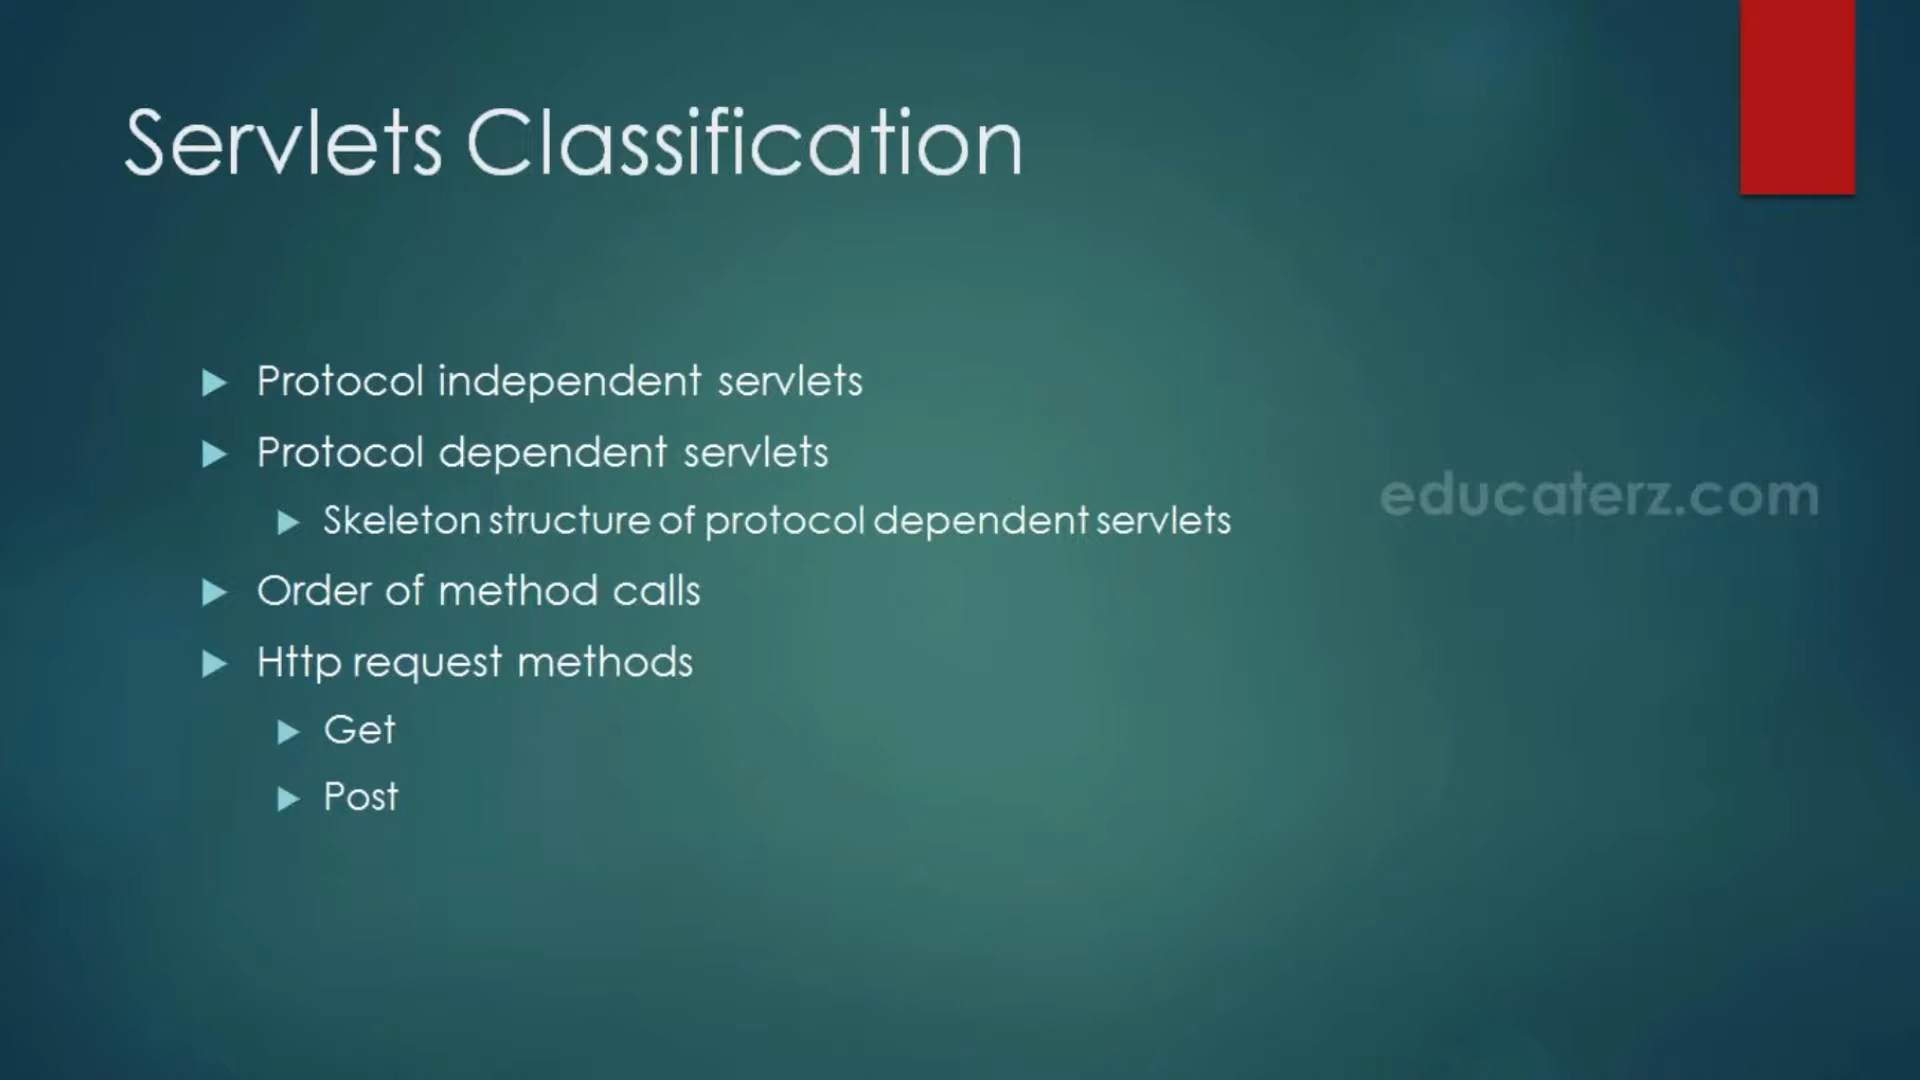 Servlets Classification
Protocol independent servlets
Protocol dependent servlets
Skeleton structure of protocol dependent servlets
educaterz.com
Order of method calls
Http request methods
Get
Post